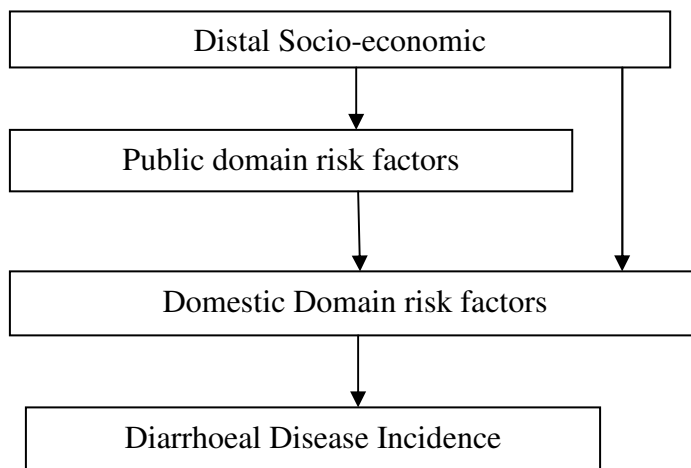 Distal Socio-economic
Public domain risk factors
Domestic Domain risk factors
Diarrhoeal Disease Incidence